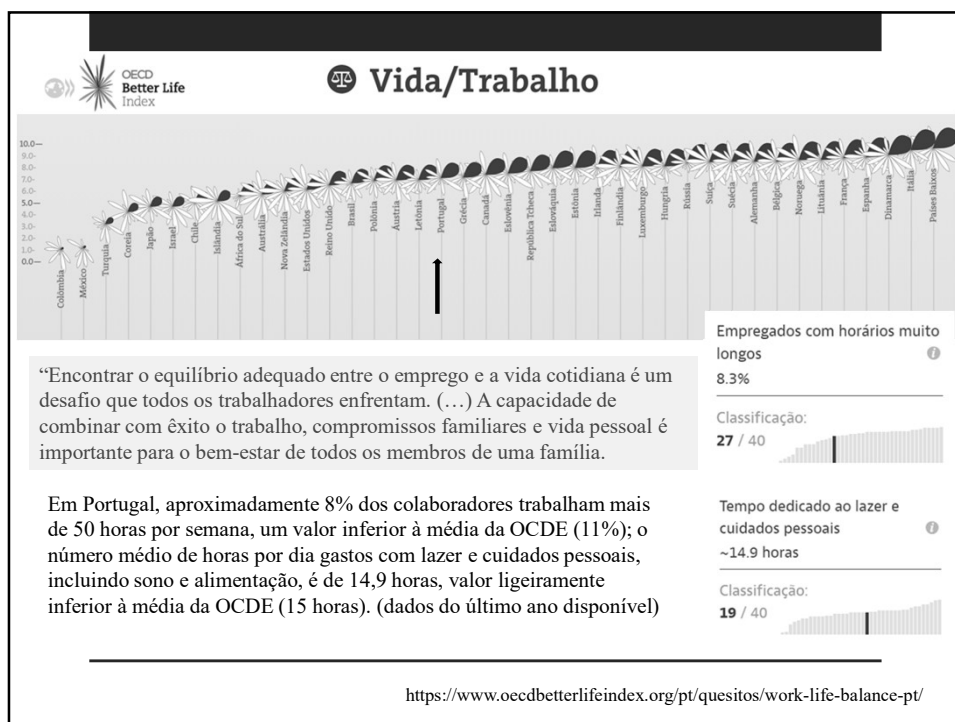 OECD
Better Life
Index
Vida/Trabalho
10.0
9.0
8.0
7.0
6.0
5.0
4.0
3.0
2.0
1.0
0.0
Colômbia
México
Turquia
Coreia
Japão
Israel
Chile
Islândia
África do Sul
Austrália
Nova Zelândia
Estados Unidos
Reino Unido
Brasil
Polónia
Áustria
Letônia
Portugal
Grécia
Canadá
Eslovênia
República Tcheca
Eslováquia
Estónia
Irlanda
Finlândia
Luxemburgo
Hungria
Rússia
Suíça
Suécia
Alemanha
Bélgica
Noruega
Lituânia
França
Espanha
Dinamarca
Itália
Países Baixos
“Encontrar o equilíbrio adequado entre o emprego e a vida cotidiana é um
desafio que todos os trabalhadores enfrentam. (…) A capacidade de
combinar com êxito o trabalho, compromissos familiares e vida pessoal é
importante para o bem-estar de todos os membros de uma família.
Em Portugal, aproximadamente 8% dos colaboradores trabalham mais
de 50 horas por semana, um valor inferior à média da OCDE (11%); o
número médio de horas por dia gastos com lazer e cuidados pessoais,
incluindo sono e alimentação, é de 14,9 horas, valor ligeiramente
inferior à média da OCDE (15 horas). (dados do último ano disponível)
Empregados com horários muito
longos
8.3%
Classificação:
27 / 40
Tempo dedicado ao lazer e
cuidados pessoais
~14.9 horas
Classificação:
19 / 40
https://www.oecdbetterlifeindex.org/pt/quesitos/work-life-balance-pt/